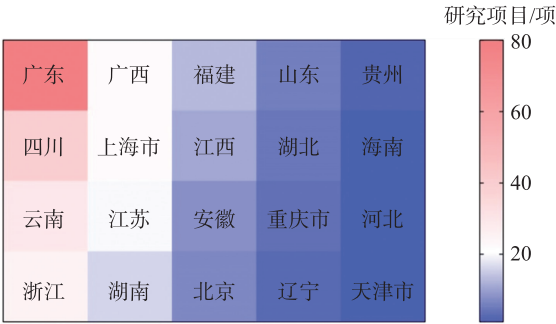 研究项目/项
广东 广西 福建 山东 贵州 80
60
四川 上海市 江西 湖北 海南
40
云南 江苏 安徽 重庆市 河北
20
浙江 湖南 北京 辽宁 天津市